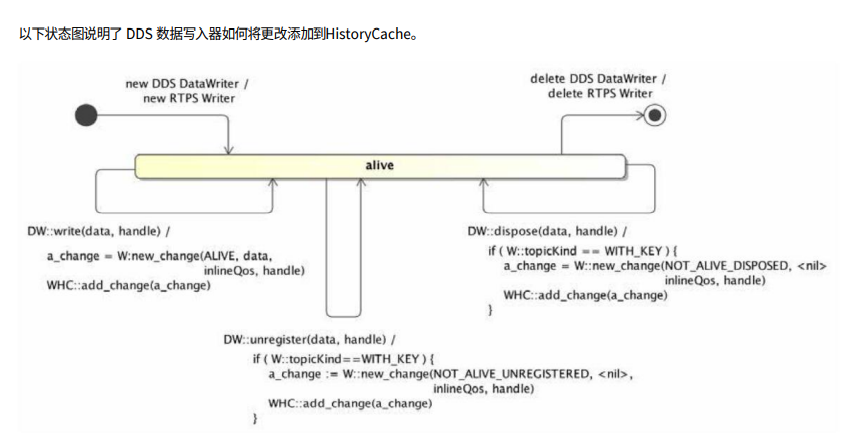 以下状态图说明了 DDS 数据写入器如何将更改添加到HistoryCache。
new DDS DataWriter /
new RTPS Writer
delete DDS DataWriter /
delete RTPS Writer
alive
DW::write(data, handle) /
a_change = W:new_change(ALIVE, data,
inlineQos, handle)
WHC::add_change(a_change)
DW::dispose(data, handle) /
if ( W::topicKind == WITH_KEY ) {
a_change = W::new_change(NOT_ALIVE_DISPOSED, <nil>
inlineQos, handle)
WHC::add_change(a_change)
}
DW::unregister(data, handle) /
if ( W::topicKind==WITH_KEY ) {
a_change := W::new_change(NOT_ALIVE_UNREGISTERED, <nil>,
inlineQos, handle)
WHC::add_change(a_change)
}